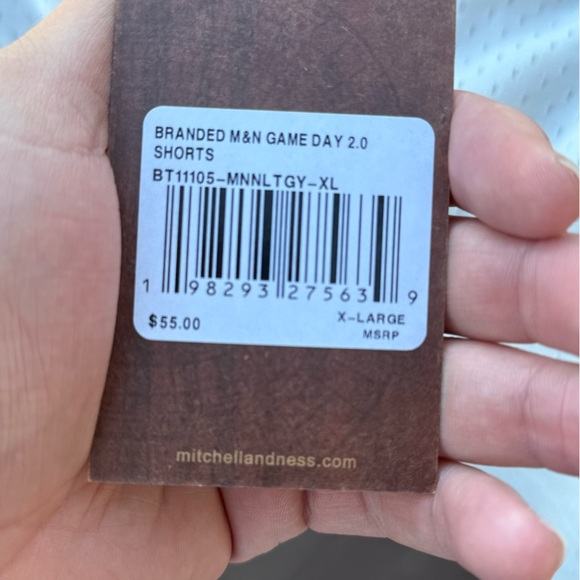 BRANDED M&N GAME DAY 2.0
SHORTS
BT11105-MNNLTGY-XL
1 98293 27563 9
$55.00 X-LARGE
MSRP
mitchellandness.com